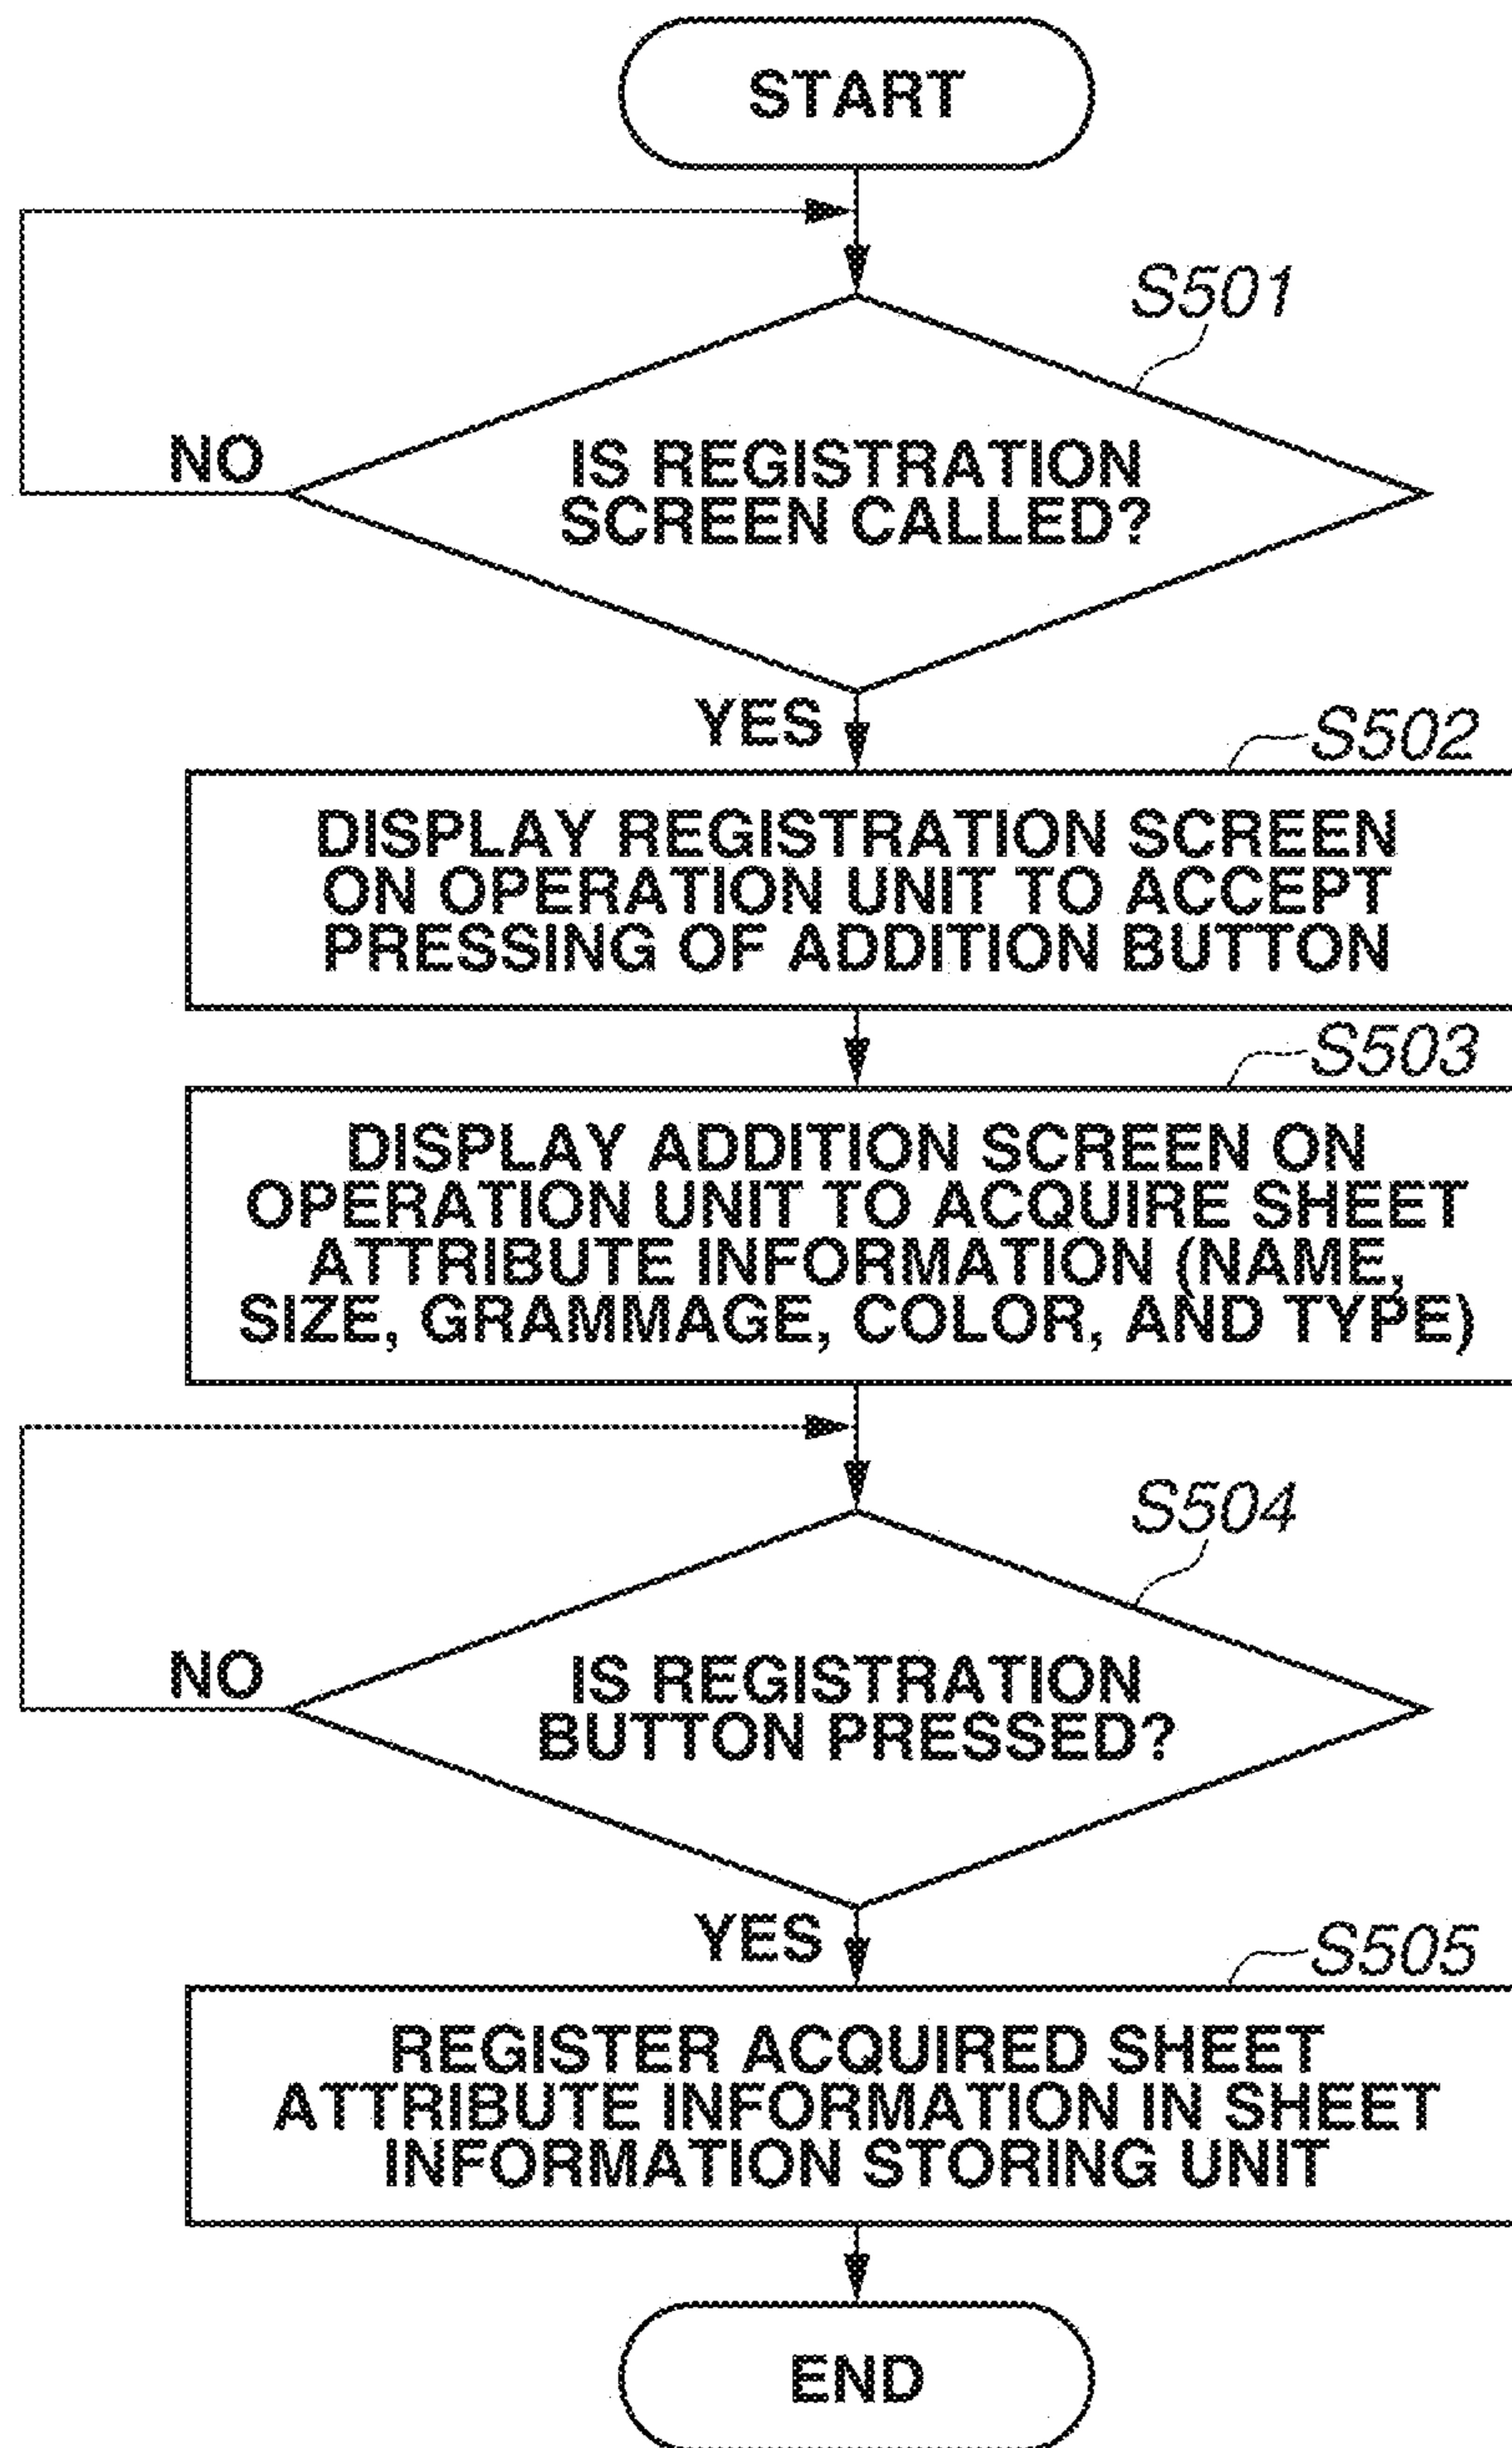 START
S501
IS REGISTRATION
SCREEN CALLED?
NO
YES
S502
DISPLAY REGISTRATION SCREEN
ON OPERATION UNIT TO ACCEPT
PRESSING OF ADDITION BUTTON
S503
DISPLAY ADDITION SCREEN ON
OPERATION UNIT TO ACQUIRE SHEET
ATTRIBUTE INFORMATION (NAME,
SIZE, GRAMMAGE, COLOR, AND TYPE)
S504
IS REGISTRATION
BUTTON PRESSED?
NO
YES
S505
REGISTER ACQUIRED SHEET
ATTRIBUTE INFORMATION IN SHEET
INFORMATION STORING UNIT
END